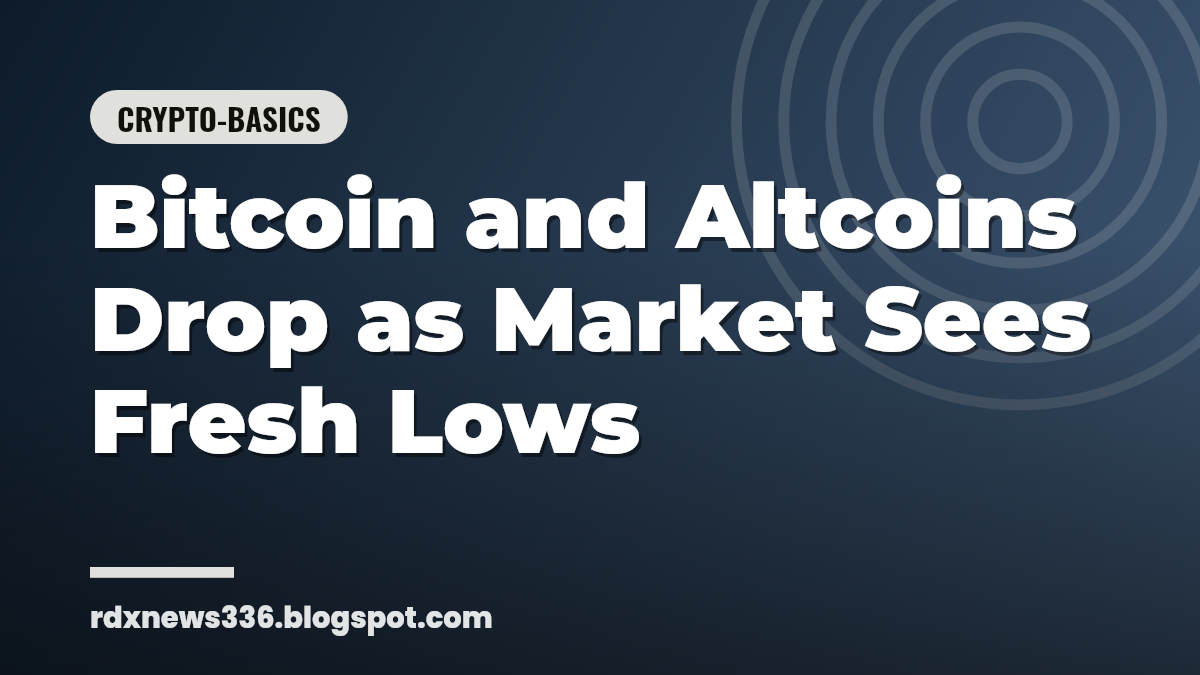 CRYPTO-BASICS
Bitcoin and Altcoins
Drop as Market Sees
Fresh Lows
rdxnews336.blogspot.com